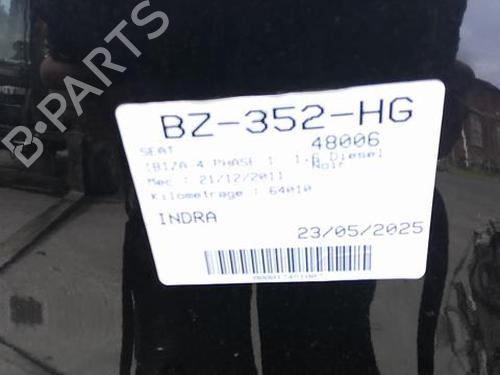 BZ-352-HG
SEAT 48006
IBIZA 4 PHASE 1 1.6 Diesel
Noir
Mec : 21/12/2011
Kilometrage : 64010
INDRA
23/05/2025
B-PARTS